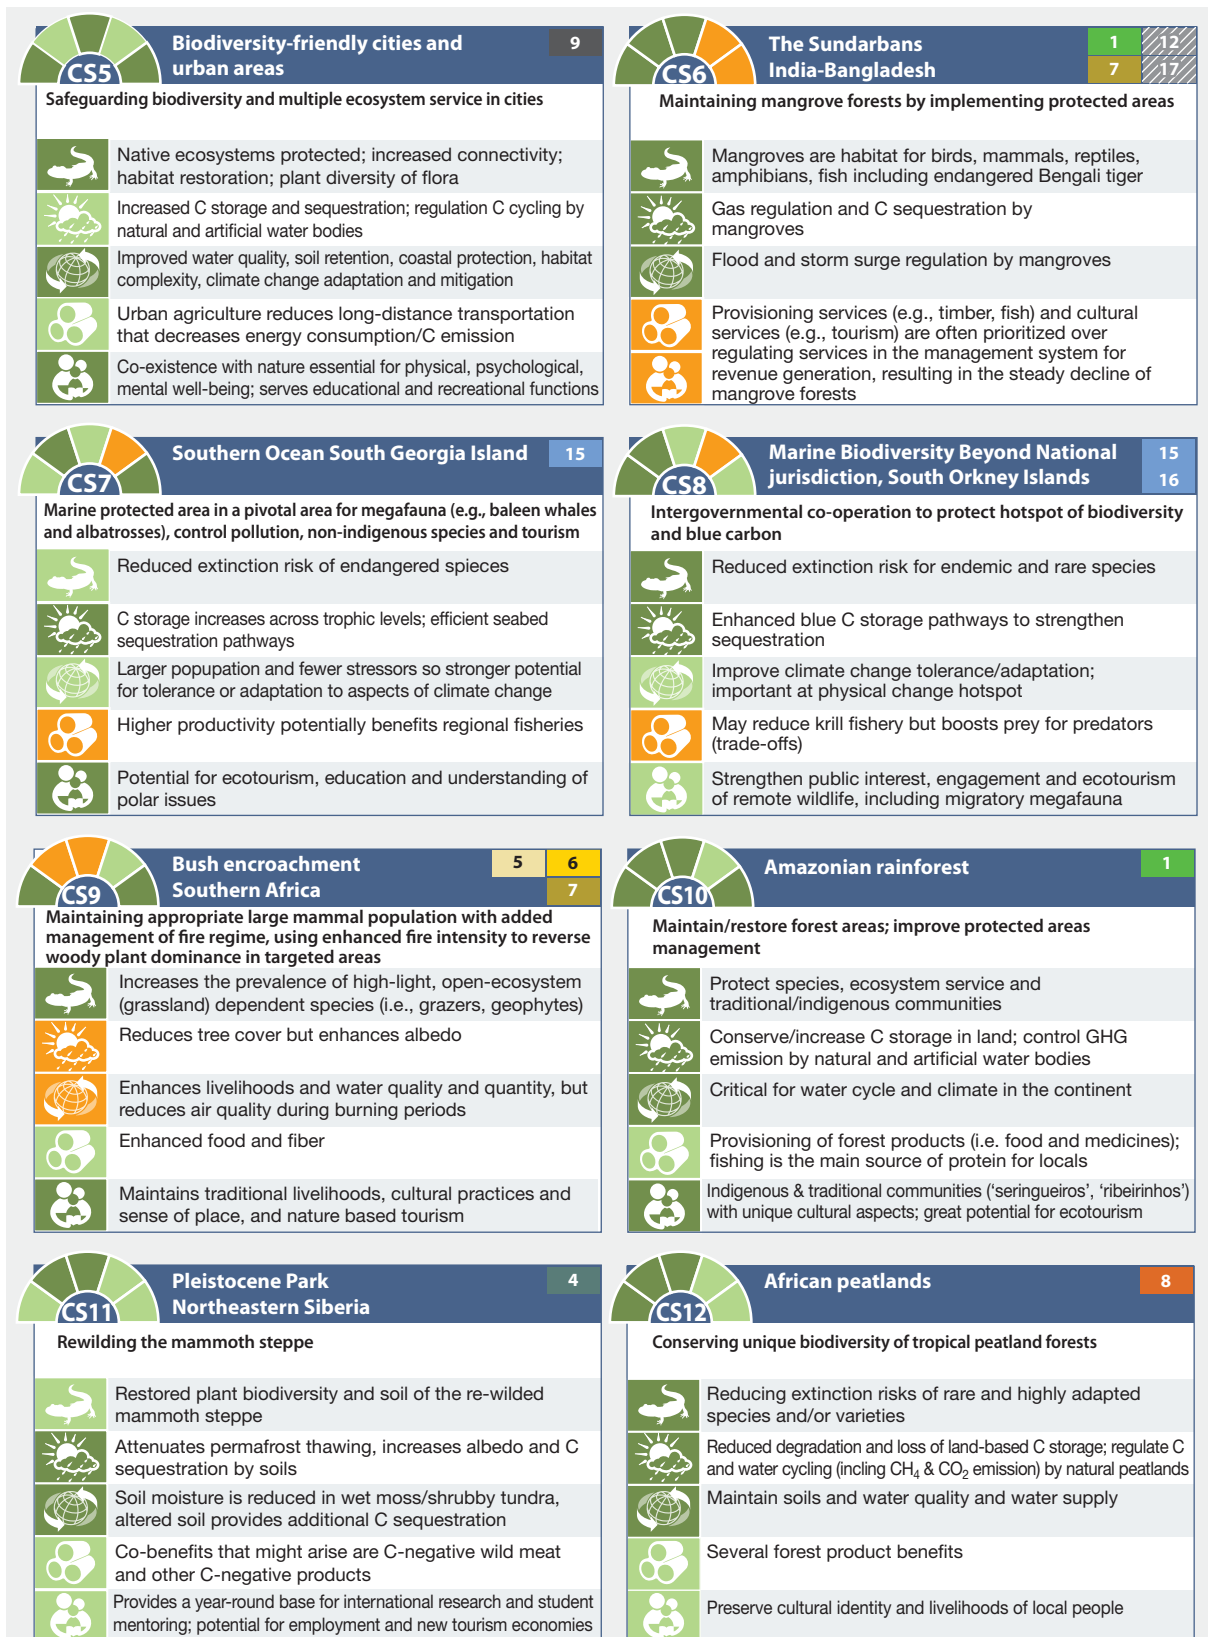 CS5
Biodiversity-friendly cities and
urban areas
9
Safeguarding biodiversity and multiple ecosystem service in cities
Native ecosystems protected; increased connectivity;
habitat restoration; plant diversity of flora
Increased C storage and sequestration; regulation C cycling by
natural and artificial water bodies
Improved water quality, soil retention, coastal protection, habitat
complexity, climate change adaptation and mitigation
Urban agriculture reduces long-distance transportation
that decreases energy consumption/C emission
Co-existence with nature essential for physical, psychological,
mental well-being; serves educational and recreational functions
CS6
The Sundarbans
India-Bangladesh
1 12
7 17
Maintaining mangrove forests by implementing protected areas
Mangroves are habitat for birds, mammals, reptiles,
amphibians, fish including endangered Bengali tiger
Gas regulation and C sequestration by
mangroves
Flood and storm surge regulation by mangroves
Provisioning services (e.g., timber, fish) and cultural
services (e.g., tourism) are often prioritized over
regulating services in the management system for
revenue generation, resulting in the steady decline of
mangrove forests
CS7
Southern Ocean South Georgia Island
15
Marine protected area in a pivotal area for megafauna (e.g., baleen whales
and albatrosses), control pollution, non-indigenous species and tourism
Reduced extinction risk of endangered spieces
C storage increases across trophic levels; efficient seabed
sequestration pathways
Larger popupation and fewer stressors so stronger potential
for tolerance or adaptation to aspects of climate change
Higher productivity potentially benefits regional fisheries
Potential for ecotourism, education and understanding of
polar issues
CS8
Marine Biodiversity Beyond National
jurisdiction, South Orkney Islands
15
16
Intergovernmental co-operation to protect hotspot of biodiversity
and blue carbon
Reduced extinction risk for endemic and rare species
Enhanced blue C storage pathways to strengthen
sequestration
Improve climate change tolerance/adaptation;
important at physical change hotspot
May reduce krill fishery but boosts prey for predators
(trade-offs)
Strengthen public interest, engagement and ecotourism
of remote wildlife, including migratory megafauna
CS9
Bush encroachment
Southern Africa
5 6
7
Maintaining appropriate large mammal population with added
management of fire regime, using enhanced fire intensity to reverse
woody plant dominance in targeted areas
Increases the prevalence of high-light, open-ecosystem
(grassland) dependent species (i.e., grazers, geophytes)
Reduces tree cover but enhances albedo
Enhances livelihoods and water quality and quantity, but
reduces air quality during burning periods
Enhanced food and fiber
Maintains traditional livelihoods, cultural practices and
sense of place, and nature based tourism
CS10
Amazonian rainforest
1
Maintain/restore forest areas; improve protected areas
management
Protect species, ecosystem service and
traditional/indigenous communities
Conserve/increase C storage in land; control GHG
emission by natural and artificial water bodies
Critical for water cycle and climate in the continent
Provisioning of forest products (i.e. food and medicines);
fishing is the main source of protein for locals
Indigenous & traditional communities (‘seringueiros’, ‘ribeirinhos’)
with unique cultural aspects; great potential for ecotourism
CS11
Pleistocene Park
Northeastern Siberia
4
Rewilding the mammoth steppe
Restored plant biodiversity and soil of the re-wilded
mammoth steppe
Attenuates permafrost thawing, increases albedo and C
sequestration by soils
Soil moisture is reduced in wet moss/shrubby tundra,
altered soil provides additional C sequestration
Co-benefits that might arise are C-negative wild meat
and other C-negative products
Provides a year-round base for international research and student
mentoring; potential for employment and new tourism economies
CS12
African peatlands
8
Conserving unique biodiversity of tropical peatland forests
Reducing extinction risks of rare and highly adapted
species and/or varieties
Reduced degradation and loss of land-based C storage; regulate C
and water cycling (incling CH₄ & CO₂ emission) by natural peatlands
Maintain soils and water quality and water supply
Several forest product benefits
Preserve cultural identity and livelihoods of local people